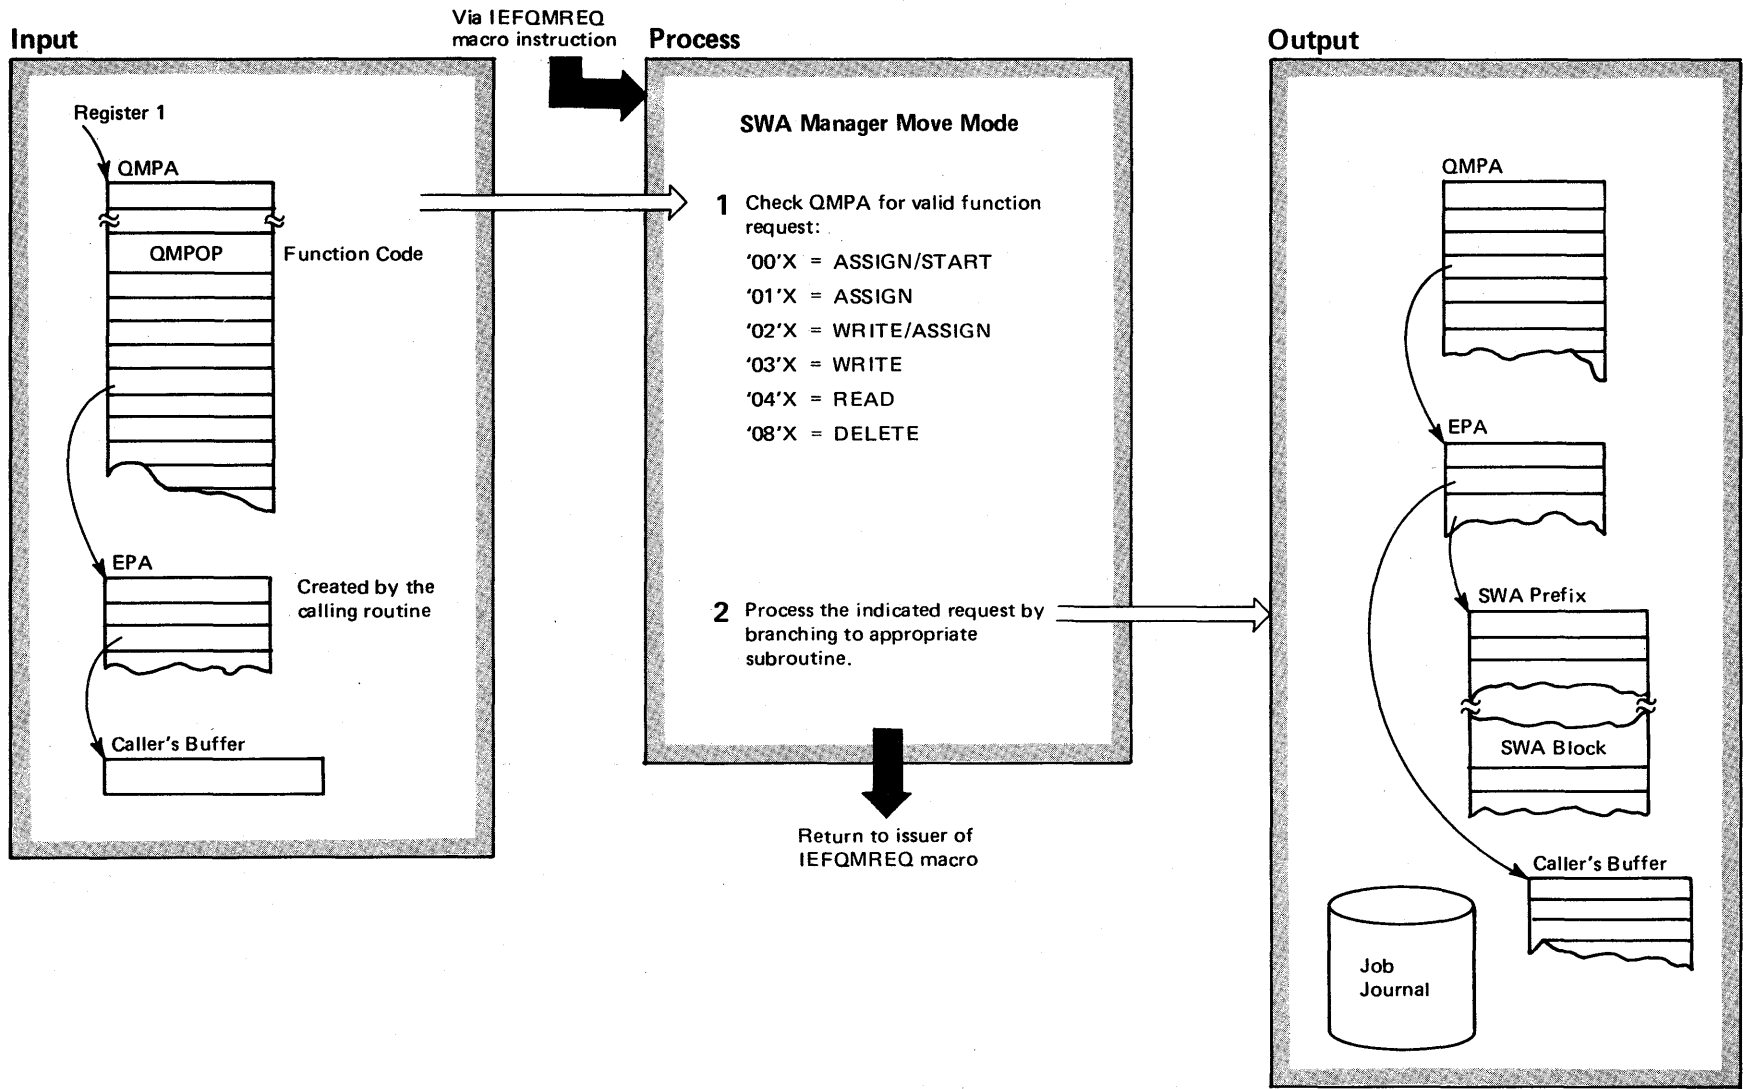 Via IEFQMREQ
macro instruction
Input
Process
Output
Register 1
QMPA
QMPOP
Function Code
EPA
Created by the
calling routine
Caller's Buffer
SWA Manager Move Mode
1 Check QMPA for valid function
request:
'00'X = ASSIGN/START
'01'X = ASSIGN
'02'X = WRITE/ASSIGN
'03'X = WRITE
'04'X = READ
'08'X = DELETE
2 Process the indicated request by
branching to appropriate
subroutine.
Return to issuer of
IEFQMREQ macro
QMPA
EPA
SWA Prefix
SWA Block
Caller's Buffer
Job
Journal